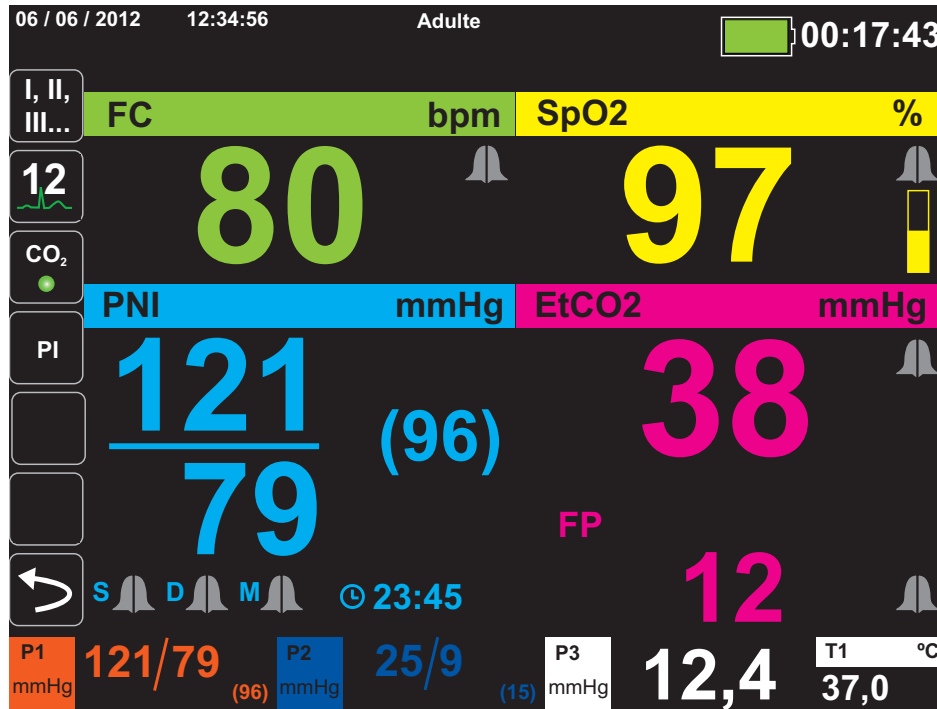 06 / 06 / 2012 12:34:56 Adulte 00:17:43
I, II,
III...
FC bpm SpO2 %
12
80 97
CO₂
PNI mmHg EtCO2 mmHg
PI
121
79
(96)
38
FP
12
S D M 23:45
P1
mmHg
121/79
(96)
P2
mmHg
25/9
(15)
P3
mmHg
12,4
T1 ºC
37,0